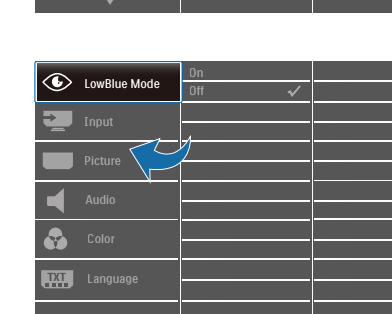 LowBlue Mode
On
Off
Input
Picture
Audio
Color
TXT
Language